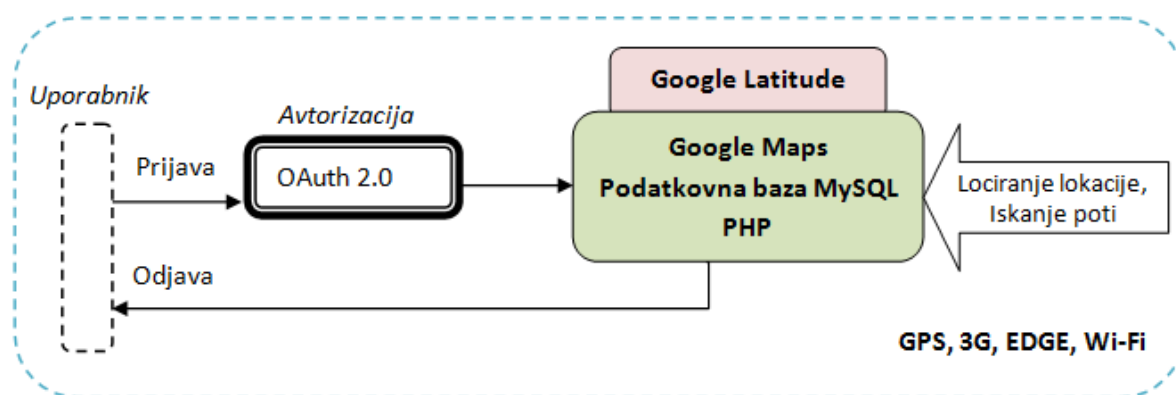 Uporabnik
Prijava
Odjava
Avtorizacija
OAuth 2.0
Google Latitude
Google Maps
Podatkovna baza MySQL
PHP
Lociranje lokacije,
Iskanje poti
GPS, 3G, EDGE, Wi-Fi